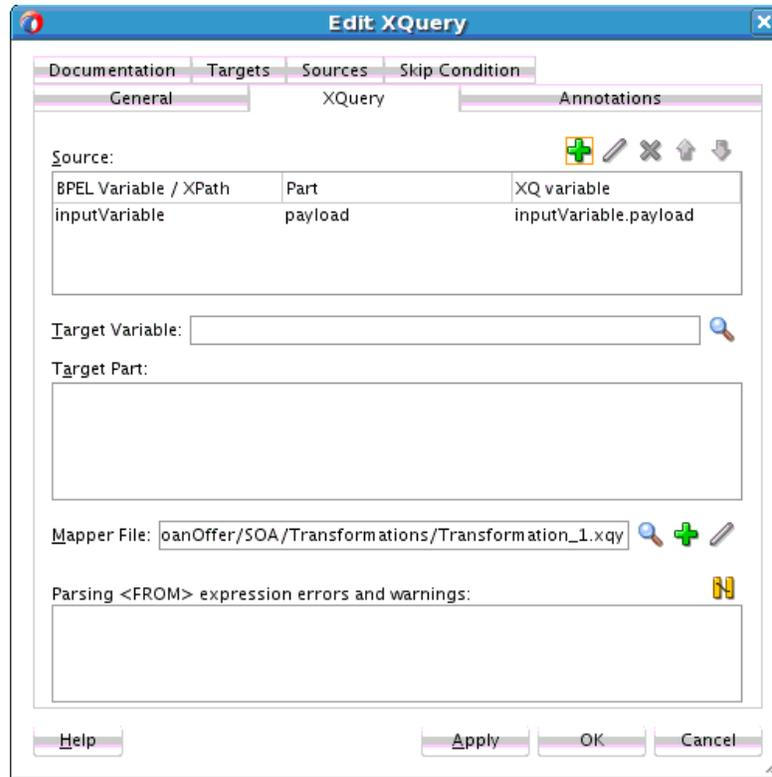 Edit XQuery
Documentation Targets Sources Skip Condition
General XQuery Annotations
Source:
BPEL Variable / XPath Part XQ variable
inputVariable payload inputVariable.payload
Target Variable:
Target Part:
Mapper File: oanOffer/SOA/Transformations/Transformation_1.xqy
Parsing <FROM> expression errors and warnings:
Help Apply OK Cancel